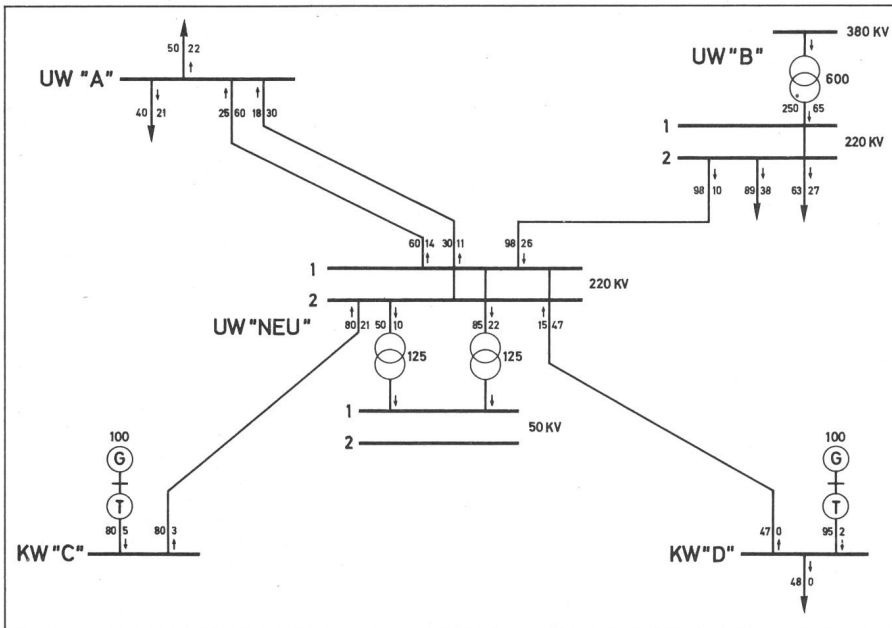 380 KV
UW "B"
600
250 65
50 22
UW "A"
40 21
25 60
18 30
1
2
220 KV
98 10
89 38
63 27
60 14
30 11
98 26
1
2
220 KV
UW "NEU"
80 21
50 10
85 22
15 47
125
125
1
2
50 KV
100
G
T
80 5
80 3
KW "C"
100
G
T
47 0
95 2
KW "D"
48 0